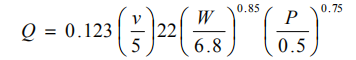 Q = 0.123 (v/5) 22 (W/6.8)^0.85 (P/0.5)^0.75